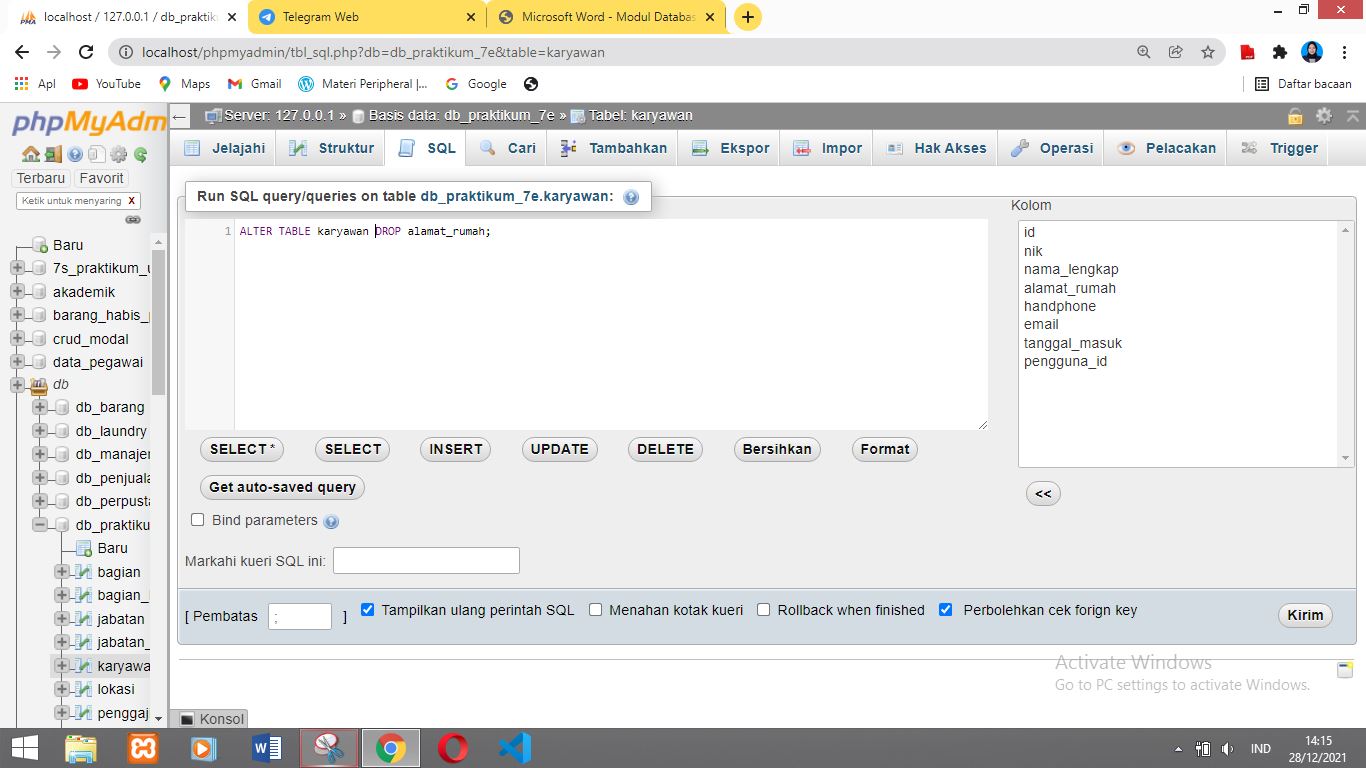 localhost / 127.0.0.1 / db_praktik
Telegram Web
Microsoft Word - Modul Databas
localhost/phpmyadmin/tbl_sql.php?db=db_praktikum_7e&table=karyawan
Apl YouTube Maps Gmail Materi Peripheral |... Google Daftar bacaan
phpMyAdm
Server: 127.0.0.1 » Basis data: db_praktikum_7e » Tabel: karyawan
Jelajahi Struktur SQL Cari Tambahkan Ekspor Impor Hak Akses Operasi Pelacakan Trigger
Terbaru Favorit
Ketik untuk menyaring X
Baru
7s_praktikum_u
akademik
barang_habis_p
crud_modal
data_pegawai
db
db_barang
db_laundry
db_manajer
db_penjuala
db_perpusta
db_praktiku
Baru
bagian
bagian_
jabatan
jabatan_
karyawa
lokasi
penggaj
Run SQL query/queries on table db_praktikum_7e.karyawan:
1 ALTER TABLE karyawan DROP alamat_rumah;
Kolom
id
nik
nama_lengkap
alamat_rumah
handphone
email
tanggal_masuk
pengguna_id
<<
SELECT * SELECT INSERT UPDATE DELETE Bersihkan Format
Get auto-saved query
Bind parameters
Markahi kueri SQL ini:
[ Pembatas ; ] Tampilkan ulang perintah SQL Menahan kotak kueri Rollback when finished Perbolehkan cek forign key Kirim
Activate Windows
Go to PC settings to activate Windows.
Konsol
IND
14:15
28/12/2021